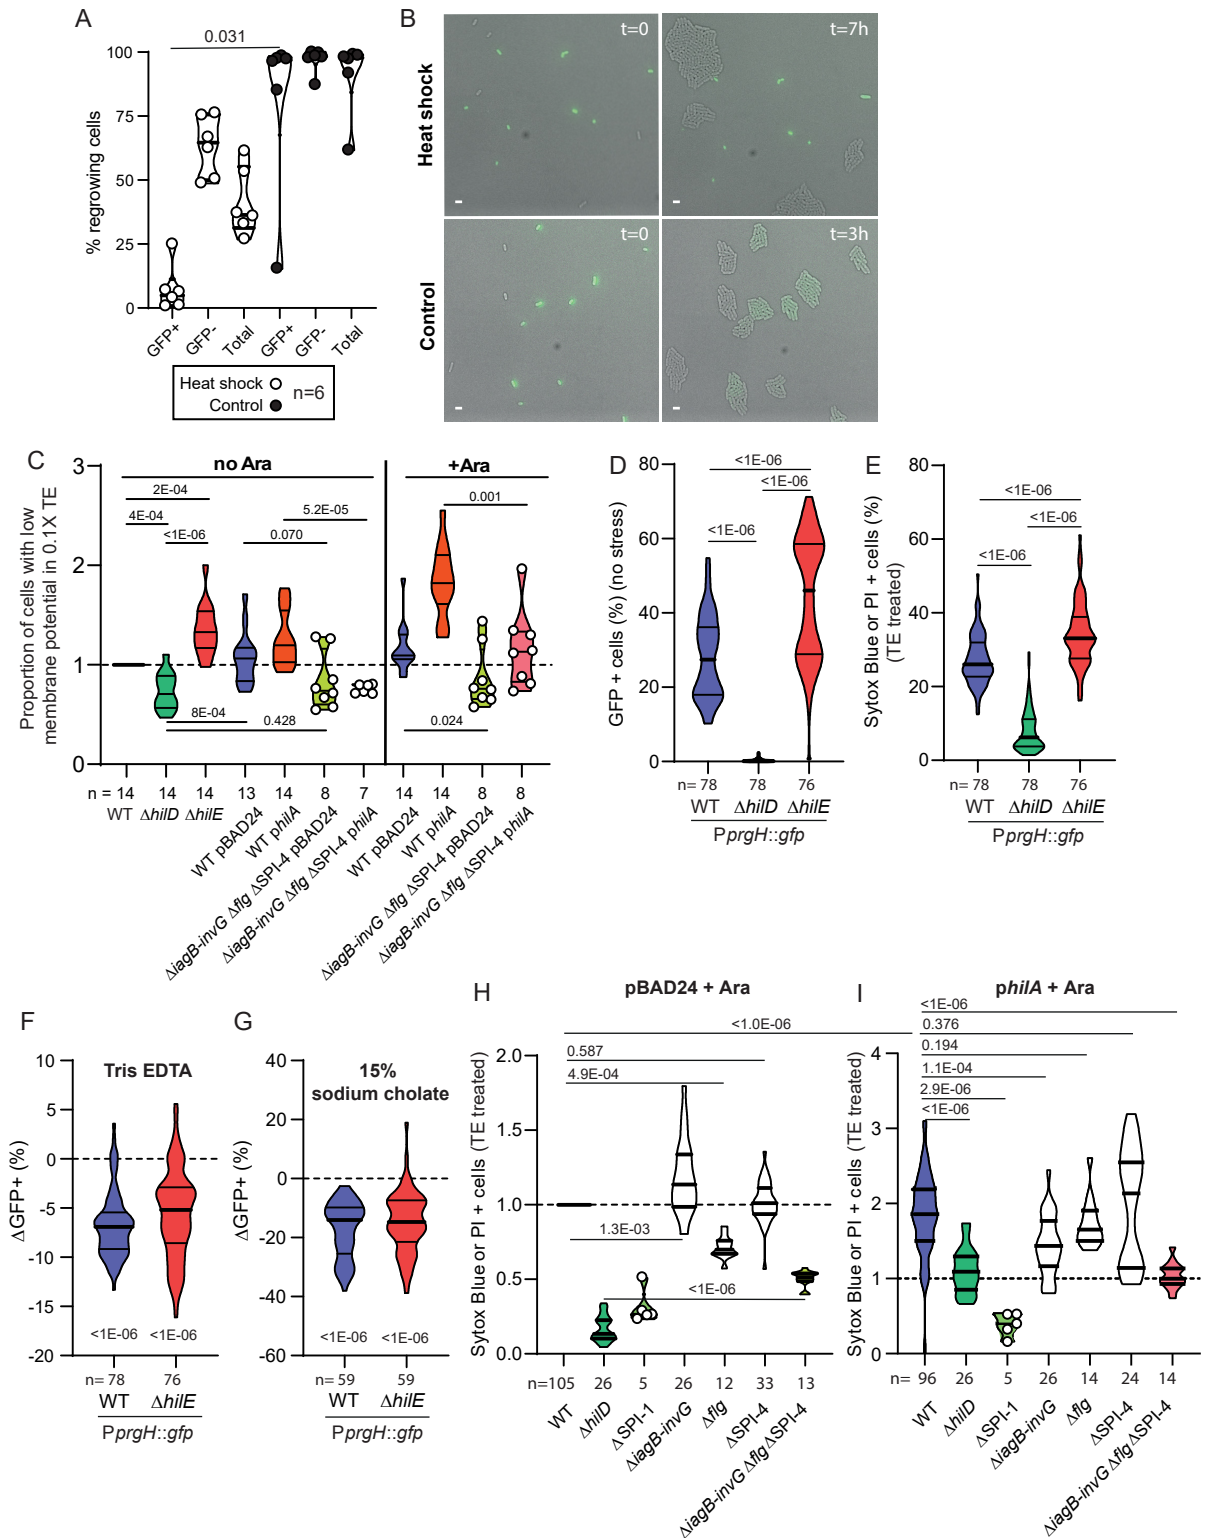 A
0.031
100
75
50
25
0
% regrowing cells
GFP+
GFP-
Total
GFP+
GFP-
Total
Heat shock
Control
n=6
B
Heat shock
t=0
t=7h
Control
t=0
t=3h
C
no Ara
+Ara
3
2
1
0
Proportion of cells with low
membrane potential in 0.1X TE
2E-04
4E-04
<1E-06
5.2E-05
0.070
0.001
8E-04
0.428
0.024
n = 14 14 14 13 14 8 7 14 14 8 8
WT
ΔhilD
ΔhilE
WT pBAD24
WT philA
ΔiagB-invG Δflg ΔSPI-4 pBAD24
ΔiagB-invG Δflg ΔSPI-4 philA
WT pBAD24
WT philA
ΔiagB-invG Δflg ΔSPI-4 pBAD24
ΔiagB-invG Δflg ΔSPI-4 philA
D
80
60
40
20
0
GFP + cells (%) (no stress)
<1E-06
<1E-06
<1E-06
n= 78 78 76
WT ΔhilD ΔhilE
PprgH::gfp
E
80
60
40
20
0
Sytox Blue or PI + cells (%)
(TE treated)
<1E-06
<1E-06
<1E-06
n= 78 78 76
WT ΔhilD ΔhilE
PprgH::gfp
F
Tris EDTA
10
5
0
-5
-10
-15
-20
ΔGFP+ (%)
<1E-06 <1E-06
n= 78 76
WT ΔhilE
PprgH::gfp
G
15%
sodium cholate
40
20
0
-20
-40
-60
ΔGFP+ (%)
<1E-06 <1E-06
n= 59 59
WT ΔhilE
PprgH::gfp
H
pBAD24 + Ara
<1.0E-06
0.587
4.9E-04
2.0
1.5
1.0
0.5
0.0
Sytox Blue or PI + cells (TE treated)
1.3E-03
<1E-06
n=105 26 5 26 12 33 13
WT
ΔhilD
ΔSPI-1
ΔiagB-invG
Δflg
ΔSPI-4
ΔiagB-invG Δflg ΔSPI-4
I
philA + Ara
<1E-06
0.376
0.194
1.1E-04
2.9E-06
<1E-06
4
3
2
1
0
Sytox Blue or PI + cells (TE treated)
n= 96 26 5 26 14 24 14
WT
ΔhilD
ΔSPI-1
ΔiagB-invG
Δflg
ΔSPI-4
ΔiagB-invG Δflg ΔSPI-4